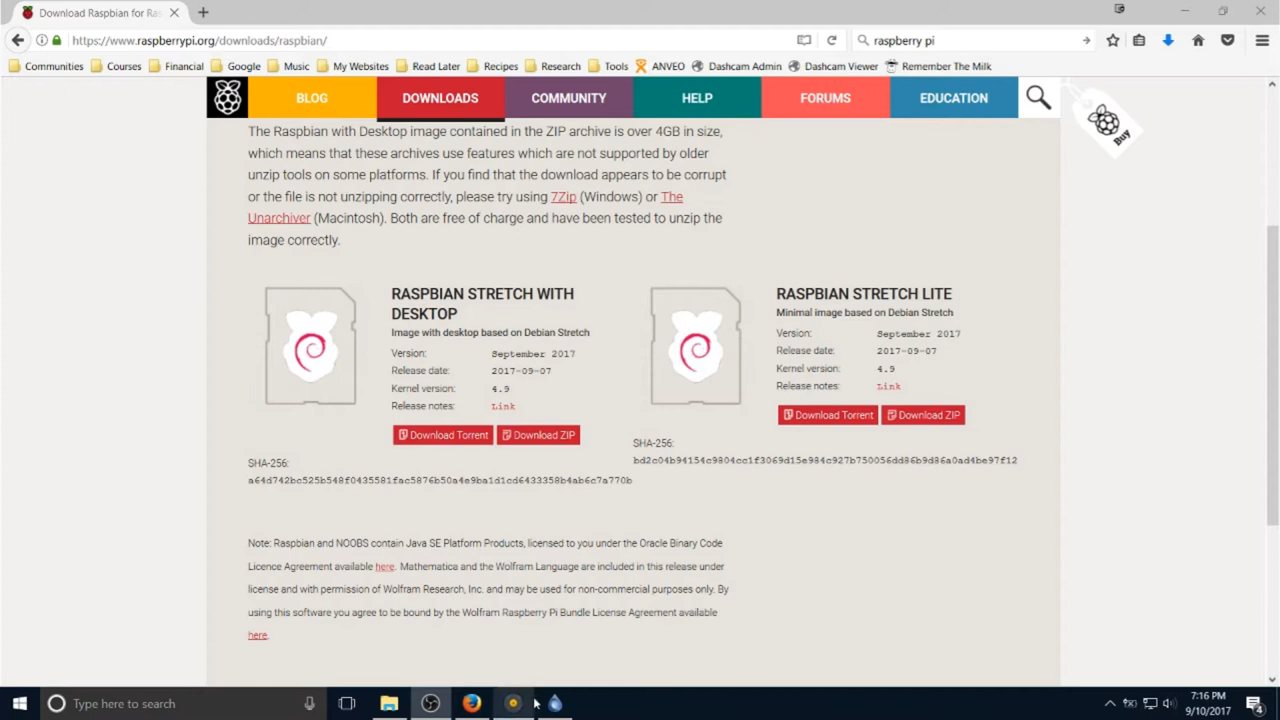 Download Raspbian for Ras
https://www.raspberrypi.org/downloads/raspbian/
raspberry pi
Communities Courses Financial Google Music My Websites Read Later Recipes Research Tools ANVEO Dashcam Admin Dashcam Viewer Remember The Milk
BLOG DOWNLOADS COMMUNITY HELP FORUMS EDUCATION
Buy
The Raspbian with Desktop image contained in the ZIP archive is over 4GB in size,
which means that these archives use features which are not supported by older
unzip tools on some platforms. If you find that the download appears to be corrupt
or the file is not unzipping correctly, please try using 7Zip (Windows) or The
Unarchiver (Macintosh). Both are free of charge and have been tested to unzip the
image correctly.
RASPBIAN STRETCH WITH
DESKTOP
Image with desktop based on Debian Stretch
Version: September 2017
Release date: 2017-09-07
Kernel version: 4.9
Release notes: Link
Download Torrent Download ZIP
SHA-256:
a64d742bc525b548f0435581fac5876b50a4e9ba1d1cd6433358b4ab6c7a770b
RASPBIAN STRETCH LITE
Minimal image based on Debian Stretch
Version: September 2017
Release date: 2017-09-07
Kernel version: 4.9
Release notes: Link
Download Torrent Download ZIP
SHA-256:
bd2c04b94154c9804cc1f3069d15e984c927b750056dd86b9d86a0ad4be97f12
Note: Raspbian and NOOBS contain Java SE Platform Products, licensed to you under the Oracle Binary Code
Licence Agreement available here. Mathematica and the Wolfram Language are included in this release under
license and with permission of Wolfram Research, Inc. and may be used for non-commercial purposes only. By
using this software you agree to be bound by the Wolfram Raspberry Pi Bundle License Agreement available
here.
Type here to search
7:16 PM
9/10/2017
4